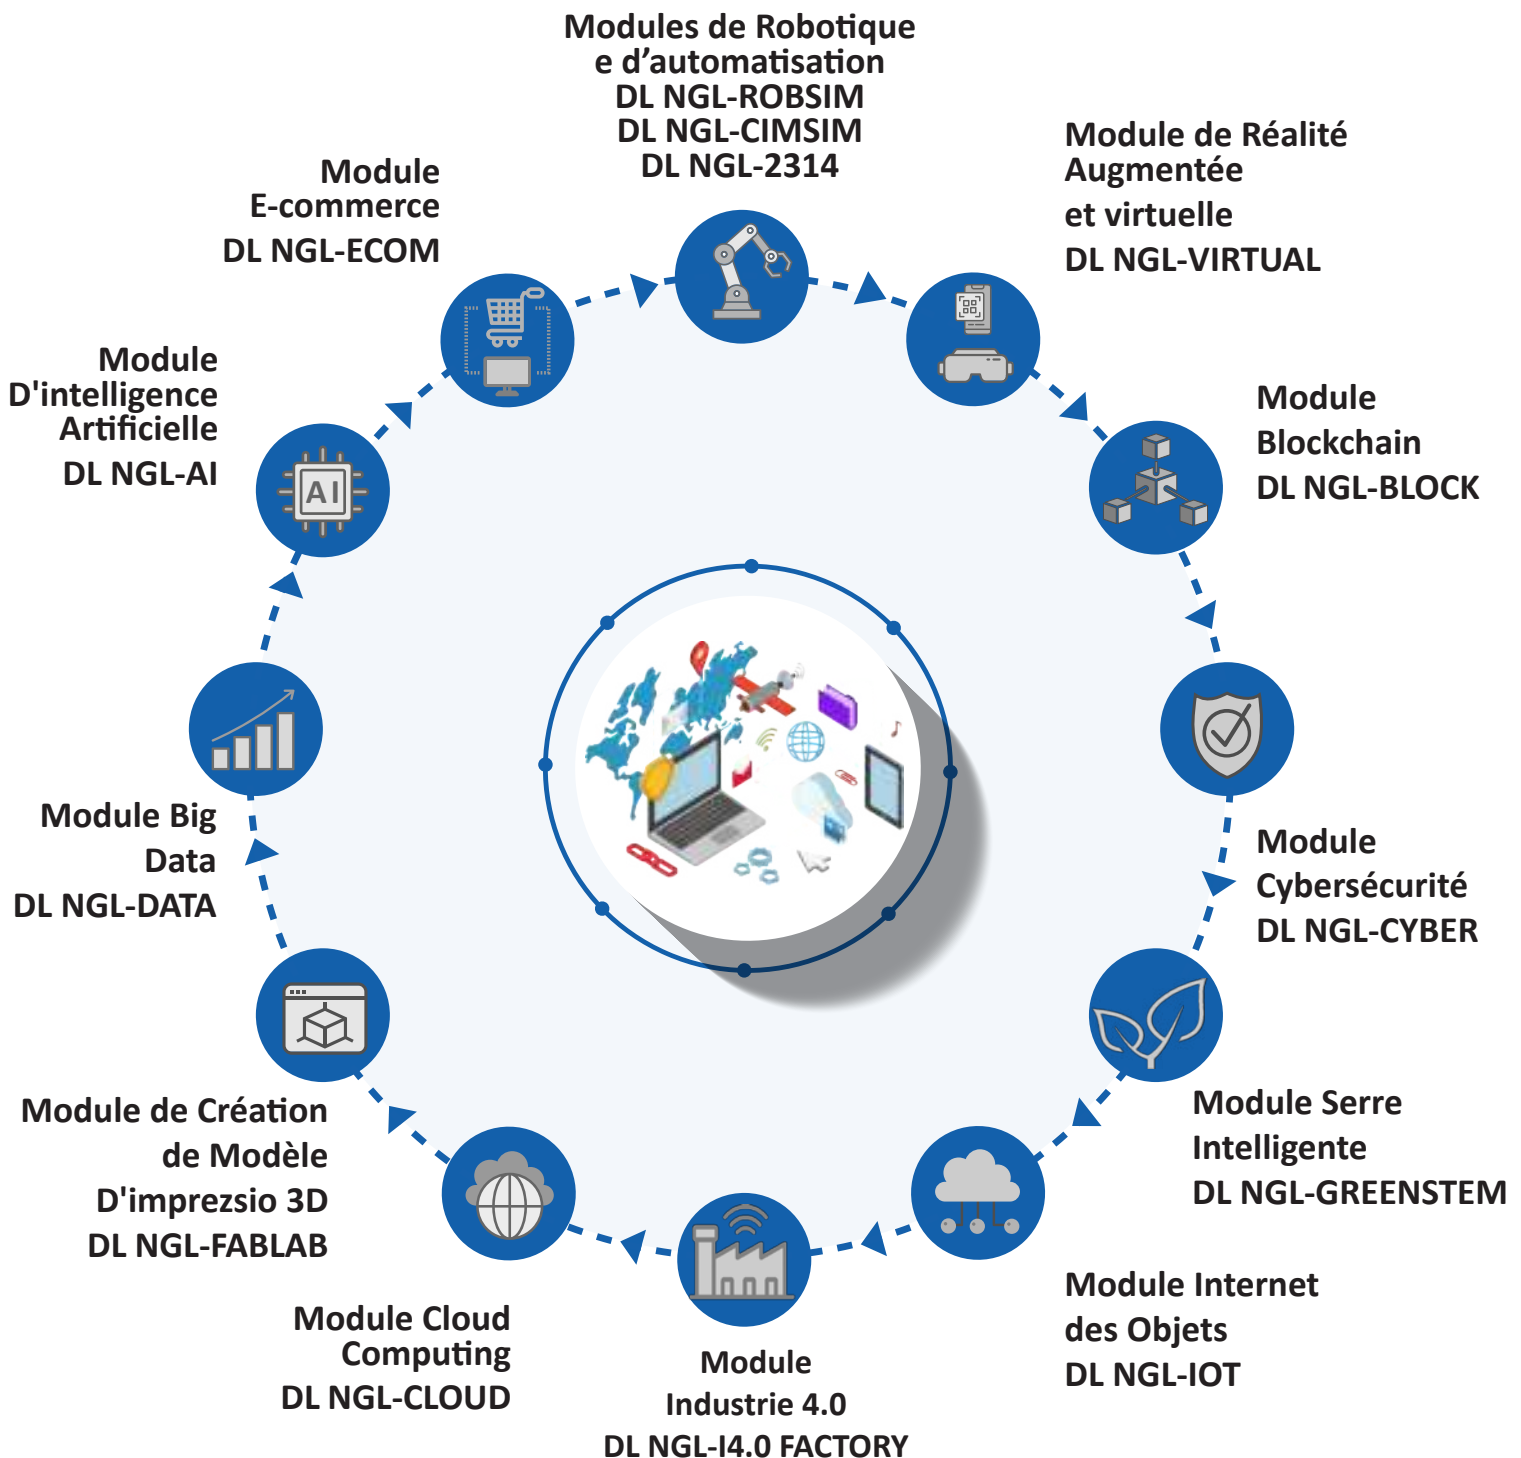 Modules de Robotique
e d’automatisation
DL NGL-ROBSIM
DL NGL-CIMSIM
DL NGL-2314
Module de Réalité
Augmentée
et virtuelle
DL NGL-VIRTUAL
Module
Blockchain
DL NGL-BLOCK
Module
Cybersécurité
DL NGL-CYBER
Module Serre
Intelligente
DL NGL-GREENSTEM
Module Internet
des Objets
DL NGL-IOT
Module
Industrie 4.0
DL NGL-I4.0 FACTORY
Module Cloud
Computing
DL NGL-CLOUD
Module de Création
de Modèle
D'imprezsio 3D
DL NGL-FABLAB
Module Big
Data
DL NGL-DATA
Module
D'intelligence
Artificielle
DL NGL-AI
AI
Module
E-commerce
DL NGL-ECOM